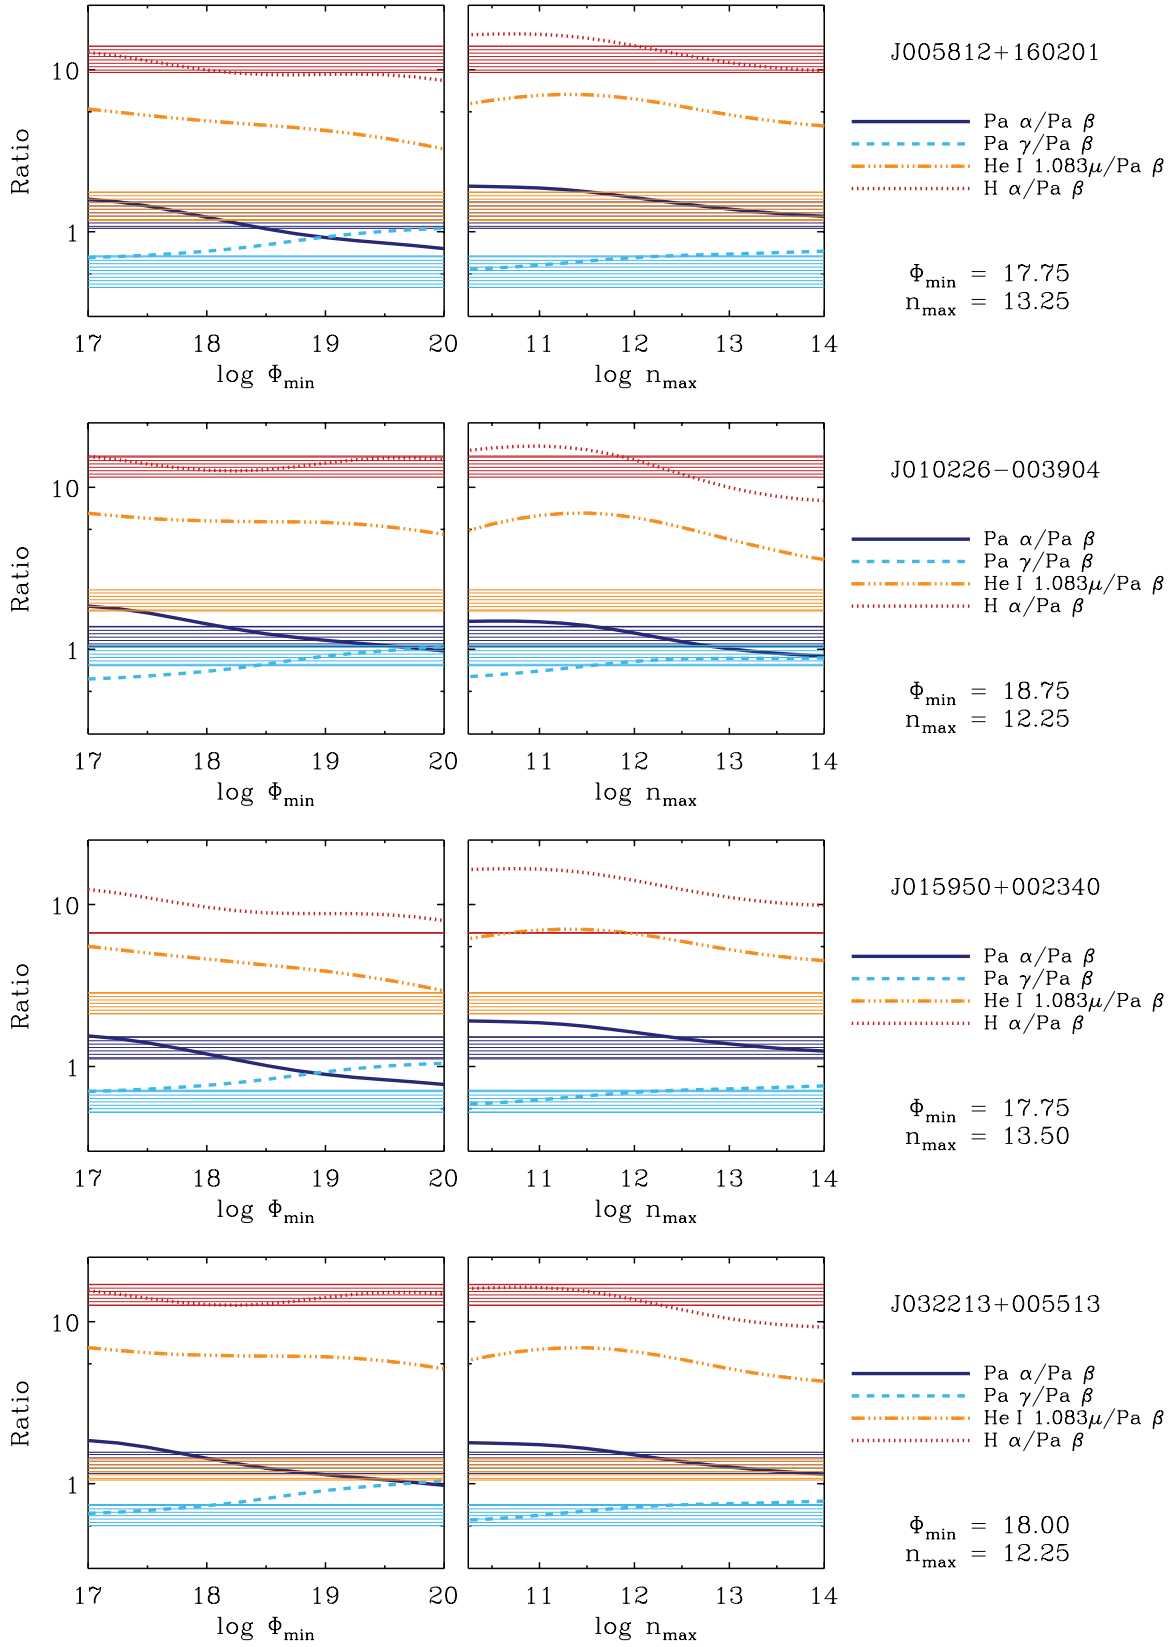 J005812+160201
10
1
Ratio
Pa α/Pa β
Pa γ/Pa β
He I 1.083μ/Pa β
H α/Pa β
Φmin = 17.75
nmax = 13.25
17 18 19 20 11 12 13 14
log Φmin log nmax
J010226−003904
10
1
Ratio
Pa α/Pa β
Pa γ/Pa β
He I 1.083μ/Pa β
H α/Pa β
Φmin = 18.75
nmax = 12.25
17 18 19 20 11 12 13 14
log Φmin log nmax
J015950+002340
10
1
Ratio
Pa α/Pa β
Pa γ/Pa β
He I 1.083μ/Pa β
H α/Pa β
Φmin = 17.75
nmax = 13.50
17 18 19 20 11 12 13 14
log Φmin log nmax
J032213+005513
10
1
Ratio
Pa α/Pa β
Pa γ/Pa β
He I 1.083μ/Pa β
H α/Pa β
Φmin = 18.00
nmax = 12.25
17 18 19 20 11 12 13 14
log Φmin log nmax